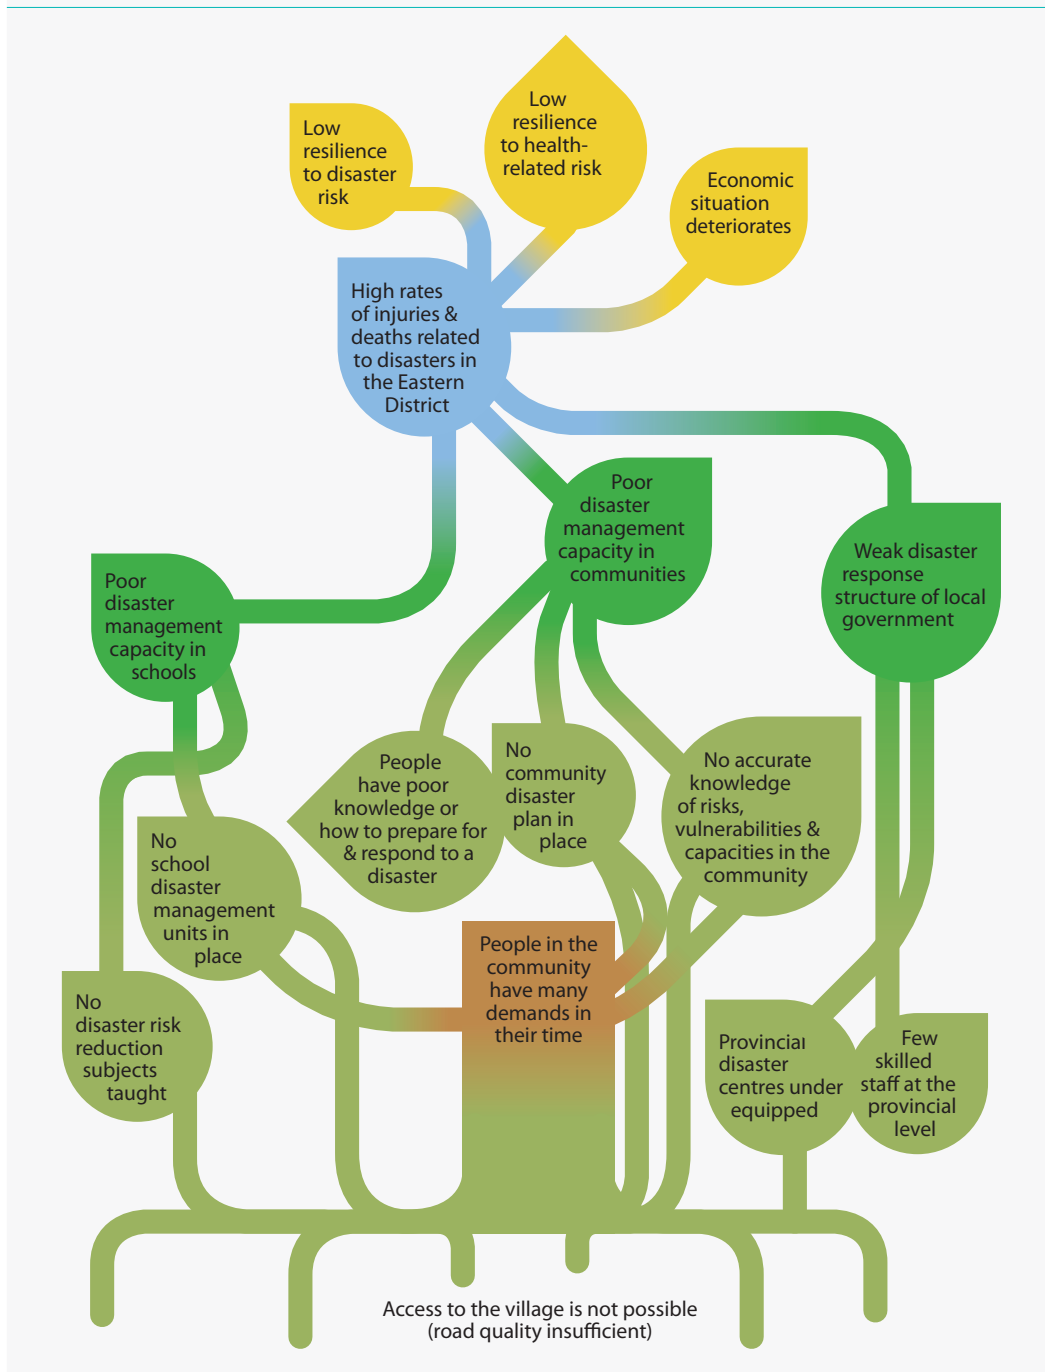 Low
resilience
to disaster
risk
Low
resilience
to health-
related risk
Economic
situation
deteriorates
High rates
of injuries &
deaths related
to disasters in
the Eastern
District
Poor
disaster
management
capacity in
communities
Weak disaster
response
structure of local
government
Poor
disaster
management
capacity in
schools
People
have poor
knowledge or
how to prepare for
& respond to a
disaster
No
community
disaster
plan in
place
No accurate
knowledge
of risks,
vulnerabilities &
capacities in the
community
No
school
disaster
management
units in
place
People in the
community
have many
demands in
their time
No
disaster risk
reduction
subjects
taught
Provincial
disaster
centres under
equipped
Few
skilled
staff at the
provincial
level
Access to the village is not possible
(road quality insufficient)